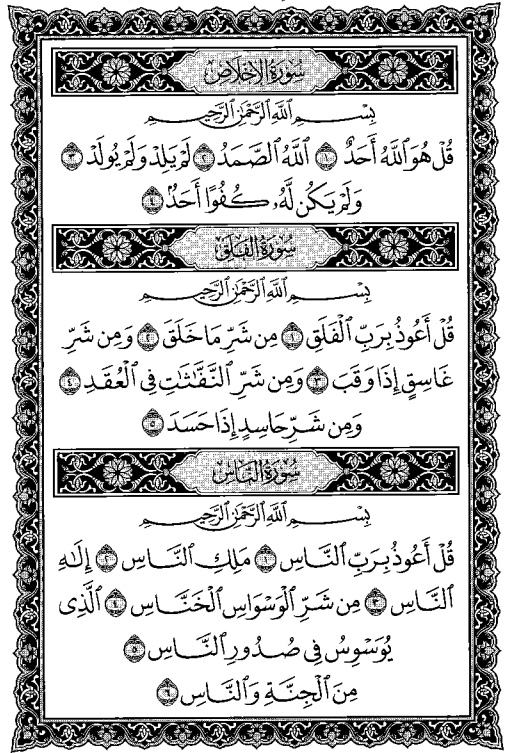 سُورَةُ الإِخْلَاصِ
بِسْمِ ٱللَّهِ ٱلرَّحْمَٰنِ ٱلرَّحِيمِ
قُلْ هُوَ ٱللَّهُ أَحَدٌ ١ ٱللَّهُ ٱلصَّمَدُ ٢ لَمْ يَلِدْ وَلَمْ يُولَدْ ٣
وَلَمْ يَكُن لَّهُۥ كُفُوًا أَحَدٌۢ ٤
سُورَةُ الفَلَقِ
بِسْمِ ٱللَّهِ ٱلرَّحْمَٰنِ ٱلرَّحِيمِ
قُلْ أَعُوذُ بِرَبِّ ٱلْفَلَقِ ١ مِن شَرِّ مَا خَلَقَ ٢ وَمِن شَرِّ
غَاسِقٍ إِذَا وَقَبَ ٣ وَمِن شَرِّ ٱلنَّفَّٰثَٰتِ فِى ٱلْعُقَدِ ٤
وَمِن شَرِّ حَاسِدٍ إِذَا حَسَدَ ٥
سُورَةُ النَّاسِ
بِسْمِ ٱللَّهِ ٱلرَّحْمَٰنِ ٱلرَّحِيمِ
قُلْ أَعُوذُ بِرَبِّ ٱلنَّاسِ ١ مَلِكِ ٱلنَّاسِ ٢ إِلَٰهِ
ٱلنَّاسِ ٣ مِن شَرِّ ٱلْوَسْوَاسِ ٱلْخَنَّاسِ ٤ ٱلَّذِى
يُوَسْوِسُ فِى صُدُورِ ٱلنَّاسِ ٥
مِنَ ٱلْجِنَّةِ وَٱلنَّاسِ ٦